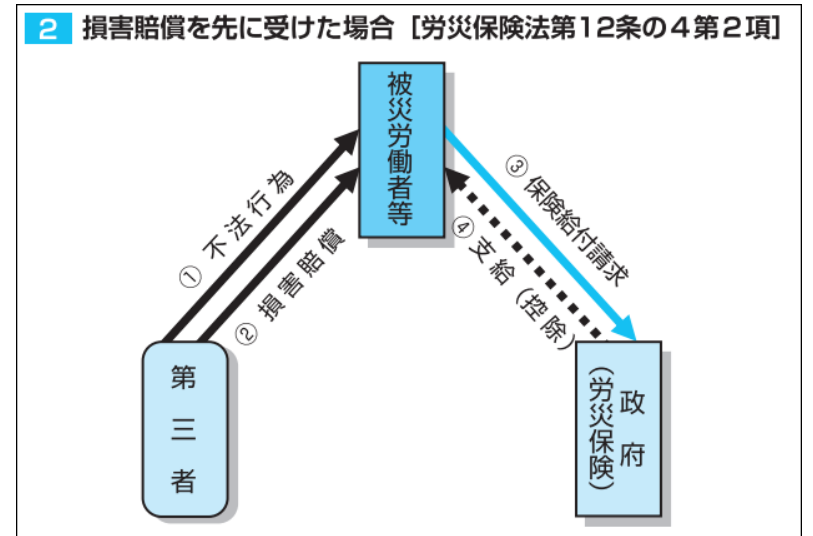 2 損害賠償を先に受けた場合［労災保険法第12条の４第２項］
被災労働者等
① 不法行為
② 損害賠償
③ 保険給付請求
④ 支給（控除）
第三者
政府
（労災保険）